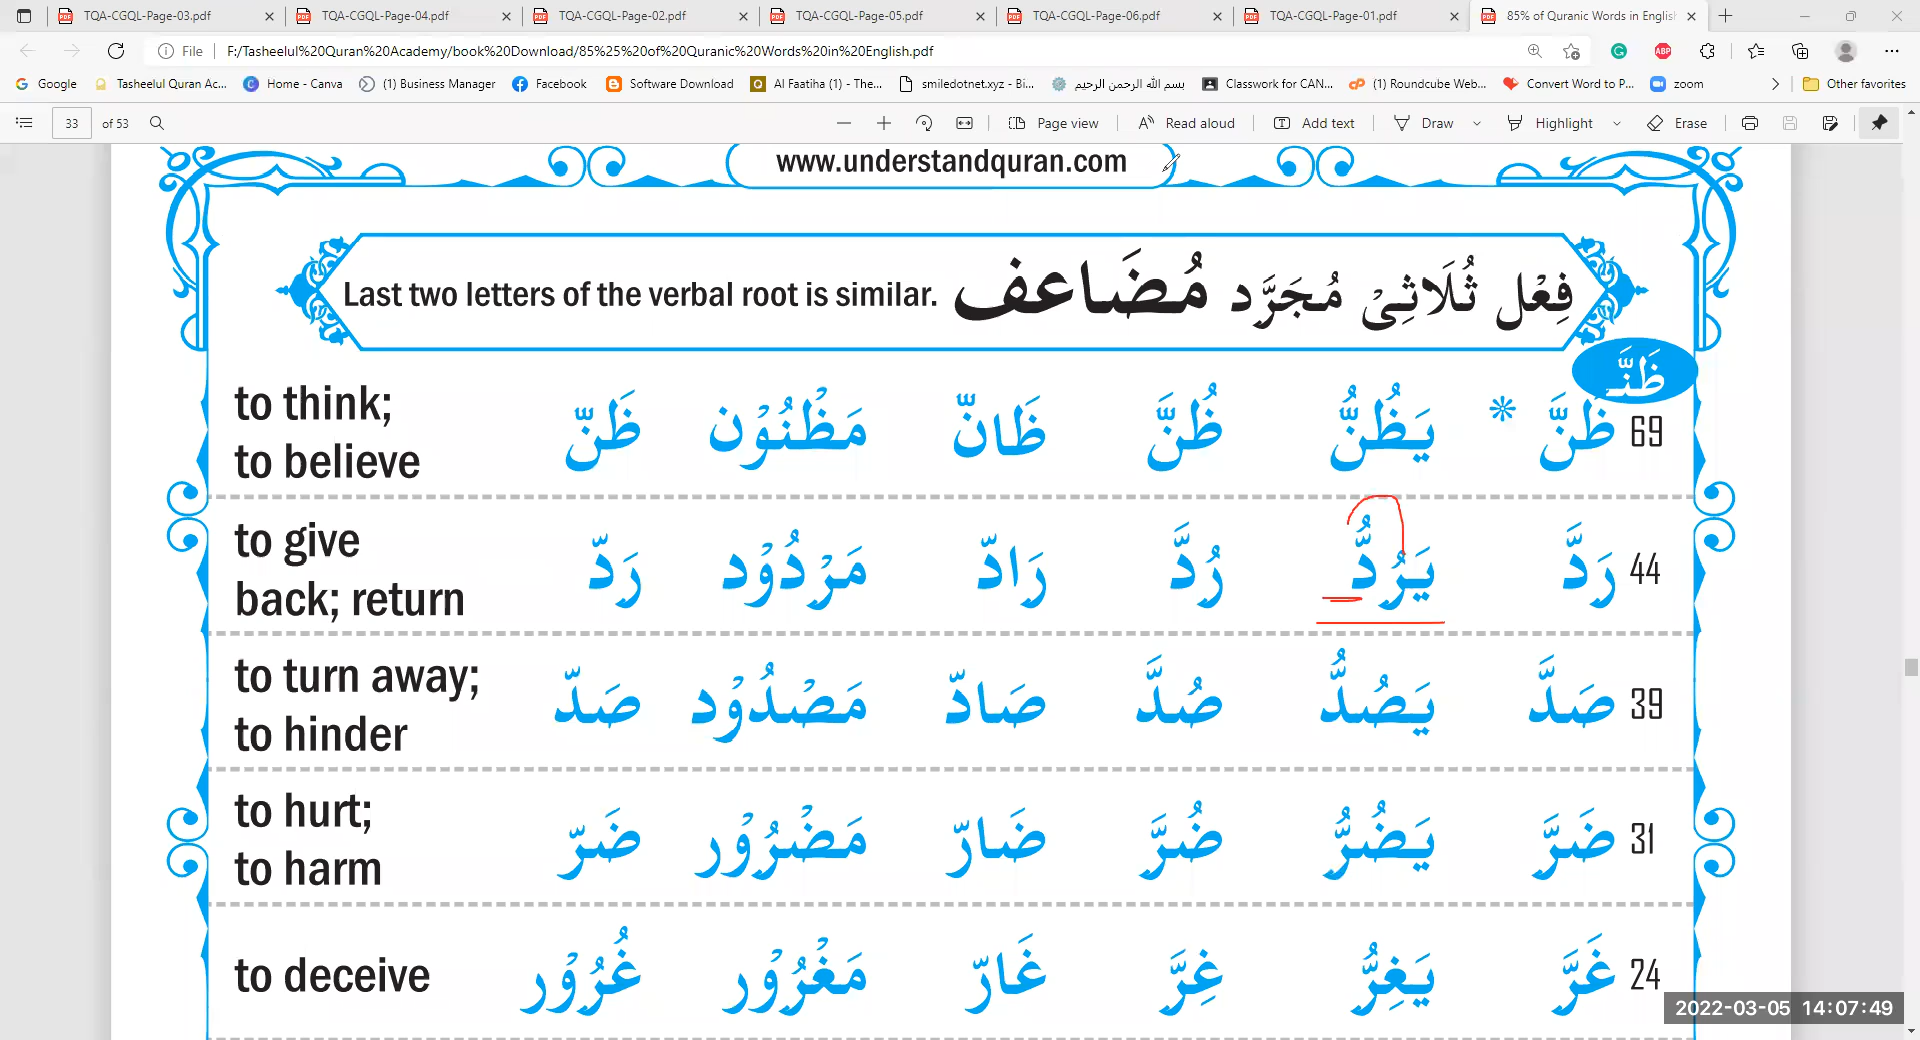 TQA-CGQL-Page-03.pdf
TQA-CGQL-Page-04.pdf
TQA-CGQL-Page-02.pdf
TQA-CGQL-Page-05.pdf
TQA-CGQL-Page-06.pdf
TQA-CGQL-Page-01.pdf
85% of Quranic Words in English
File F:/Tasheelul%20Quran%20Academy/book%20Download/85%25%20of%20Quranic%20Words%20in%20English.pdf
Google
Tasheelul Quran Ac...
Home - Canva
(1) Business Manager
Facebook
Software Download
Al Faatiha (1) - The...
smiledotnet.xyz - Bi...
بسم الله الرحمن الرحيم
Classwork for CAN...
(1) Roundcube Web...
Convert Word to P...
zoom
Other favorites
33 of 53
Page view
Read aloud
Add text
Draw
Highlight
Erase
www.understandquran.com
فِعْل ثُلَاثِيْ مُجَرَّد مُضَاعف Last two letters of the verbal root is similar.
ظَنَّـ
69 ظَنَّ * يَظُنُّ ظُنَّ ظَانّ مَظْنُوْن ظَنّ to think;
to believe
44 رَدَّ يَرُدُّ رُدَّ رَادّ مَرْدُوْد رَدّ to give
back; return
39 صَدَّ يَصُدُّ صُدَّ صَادّ مَصْدُوْد صَدّ to turn away;
to hinder
31 ضَرَّ يَضُرُّ ضُرَّ ضَارّ مَضْرُوْر ضَرّ to hurt;
to harm
24 غَرَّ يَغِرُّ غِرَّ غَارّ مَغْرُوْر غُرُوْر to deceive
2022-03-05 14:07:49